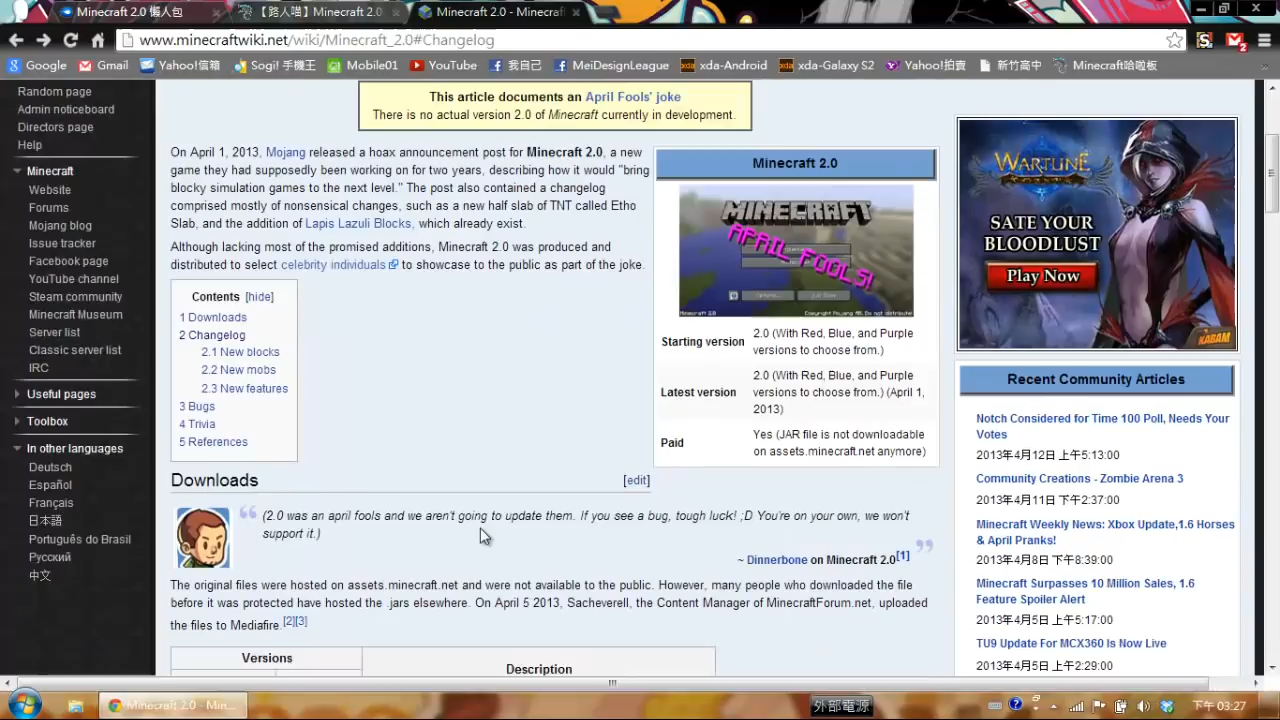 Minecraft 2.0 懶人包
【路人喵】Minecraft 2.0
Minecraft 2.0 - Minecraft
www.minecraftwiki.net/wiki/Minecraft_2.0#Changelog
Google
Gmail
Yahoo!信箱
Sogi! 手機王
Mobile01
YouTube
我自己
MeiDesignLeague
xda-Android
xda-Galaxy S2
Yahoo!拍賣
新竹高中
Minecraft哈啦板
Random page
Admin noticeboard
Directors page
Help
Minecraft
Website
Forums
Mojang blog
Issue tracker
Facebook page
YouTube channel
Steam community
Minecraft Museum
Server list
Classic server list
IRC
Useful pages
Toolbox
In other languages
Deutsch
Español
Français
日本語
Português do Brasil
Русский
中文
This article documents an April Fools' joke
There is no actual version 2.0 of Minecraft currently in development.
On April 1, 2013, Mojang released a hoax announcement post for Minecraft 2.0, a new
game they had supposedly been working on for two years, describing how it would "bring
blocky simulation games to the next level." The post also contained a changelog
comprised mostly of nonsensical changes, such as a new half slab of TNT called Etho
Slab, and the addition of Lapis Lazuli Blocks, which already exist.
Although lacking most of the promised additions, Minecraft 2.0 was produced and
distributed to select celebrity individuals to showcase to the public as part of the joke.
Contents [hide]
1 Downloads
2 Changelog
2.1 New blocks
2.2 New mobs
2.3 New features
3 Bugs
4 Trivia
5 References
Minecraft 2.0
MINECRAFT
APRIL FOOLS!
Minecraft 2.0
Copyright Mojang AB. Do not distribute!
Starting version
2.0 (With Red, Blue, and Purple
versions to choose from.)
Latest version
2.0 (With Red, Blue, and Purple
versions to choose from.) (April 1,
2013)
Paid
Yes (JAR file is not downloadable
on assets.minecraft.net anymore)
Downloads
[edit]
(2.0 was an april fools and we aren't going to update them. If you see a bug, tough luck! ;D You're on your own, we won't
support it.)
~ Dinnerbone on Minecraft 2.0[1]
The original files were hosted on assets.minecraft.net and were not available to the public. However, many people who downloaded the file
before it was protected have hosted the .jars elsewhere. On April 5 2013, Sacheverell, the Content Manager of MinecraftForum.net, uploaded
the files to Mediafire.[2][3]
Versions
Description
WARTUNE
SATE YOUR
BLOODLUST
Play Now
KABAM
Recent Community Articles
Notch Considered for Time 100 Poll, Needs Your
Votes
2013年4月12日 上午5:13:00
Community Creations - Zombie Arena 3
2013年4月11日 上午2:37:00
Minecraft Weekly News: Xbox Update,1.6 Horses
& April Pranks!
2013年4月8日 下午8:39:00
Minecraft Surpasses 10 Million Sales, 1.6
Feature Spoiler Alert
2013年4月5日 上午5:17:00
TU9 Update For MCX360 Is Now Live
2013年4月5日 上午2:29:00
Minecraft 2.0 - Min...
外部電源
下午 03:27